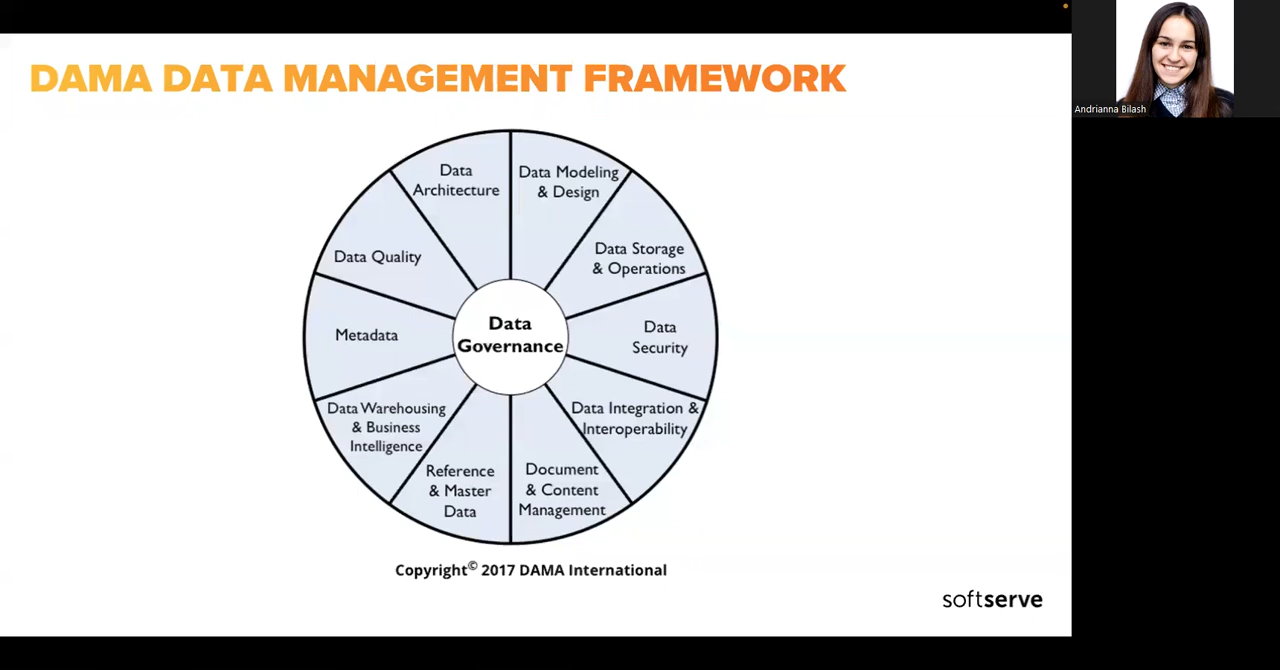 DAMA DATA MANAGEMENT FRAMEWORK
Andrianna Bilash
Data
Architecture
Data Modeling
& Design
Data Quality
Data Storage
& Operations
Metadata
Data
Governance
Data
Security
Data Warehousing
& Business
Intelligence
Data Integration &
Interoperability
Reference
& Master
Data
Document
& Content
Management
Copyright© 2017 DAMA International
softserve